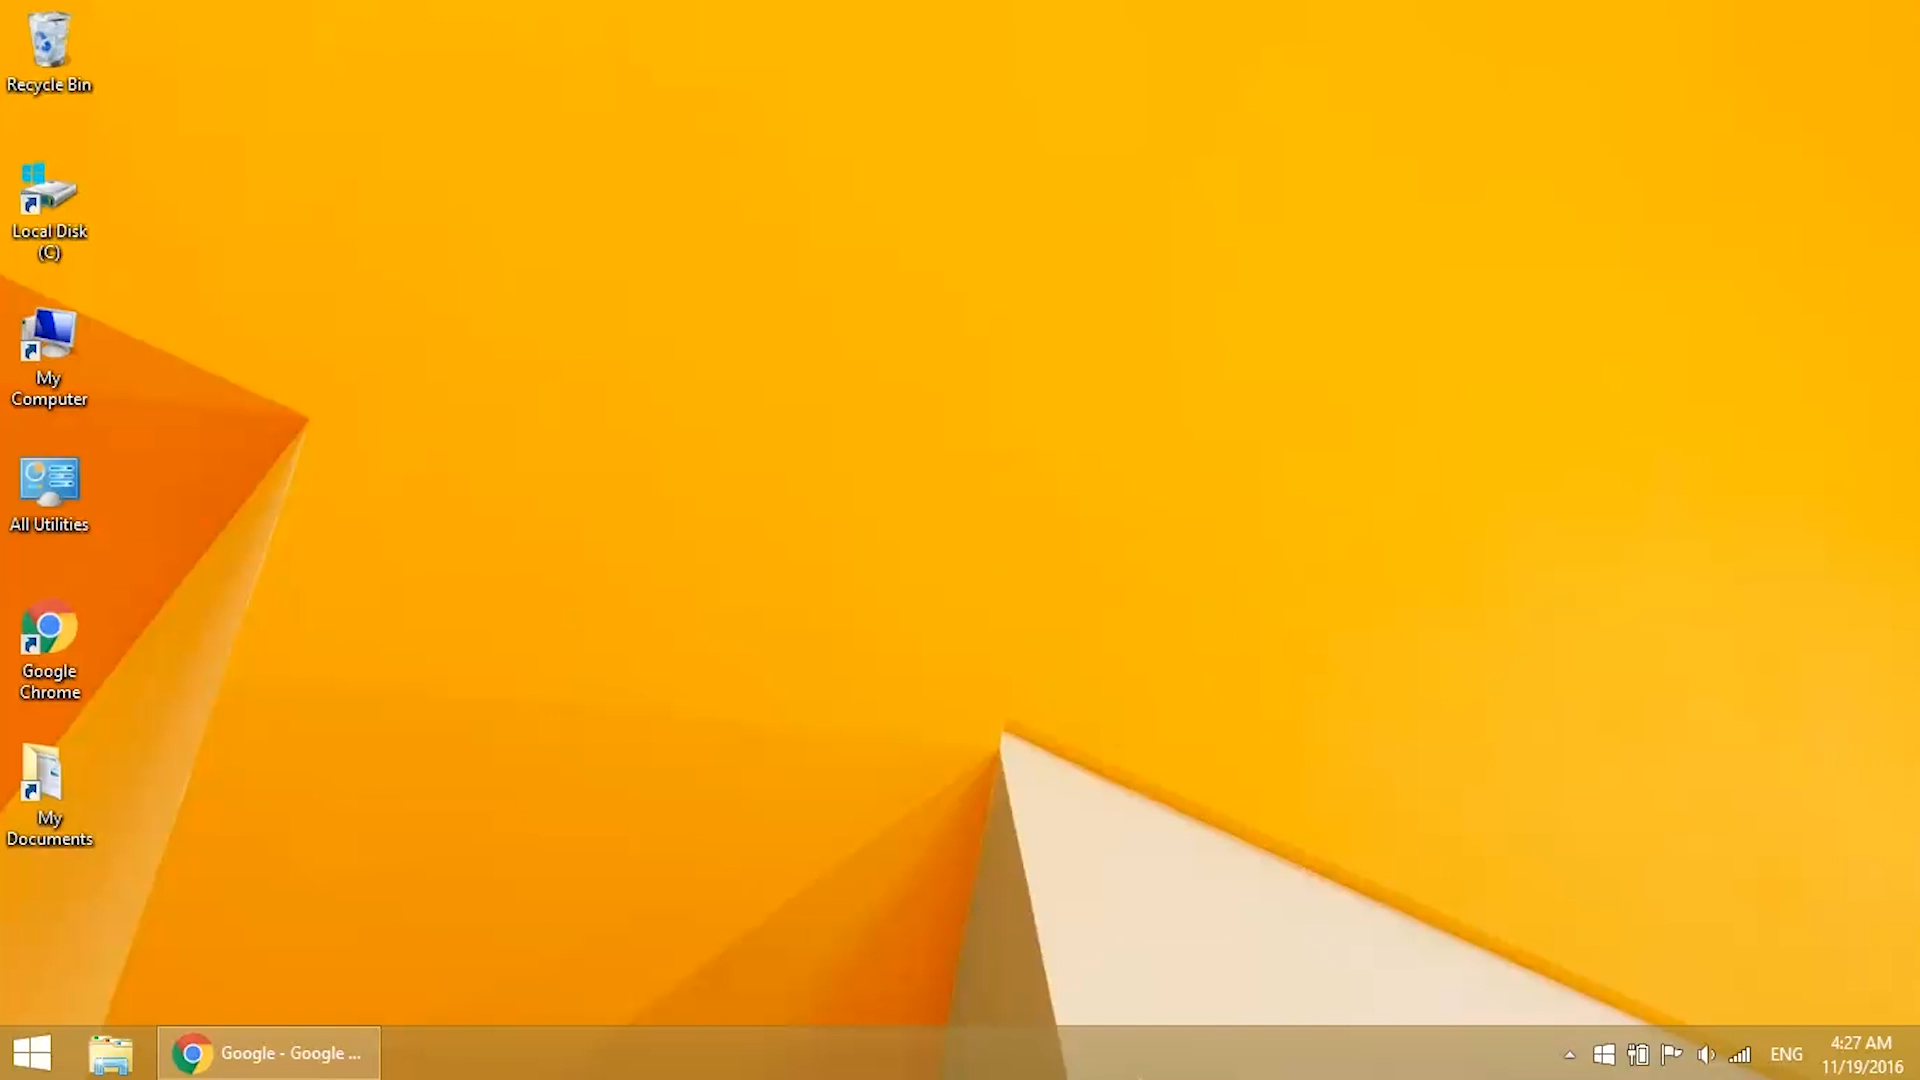 Recycle Bin
Local Disk
(C)
My
Computer
All Utilities
Google
Chrome
My
Documents
Google - Google ...
ENG
4:27 AM
11/19/2016